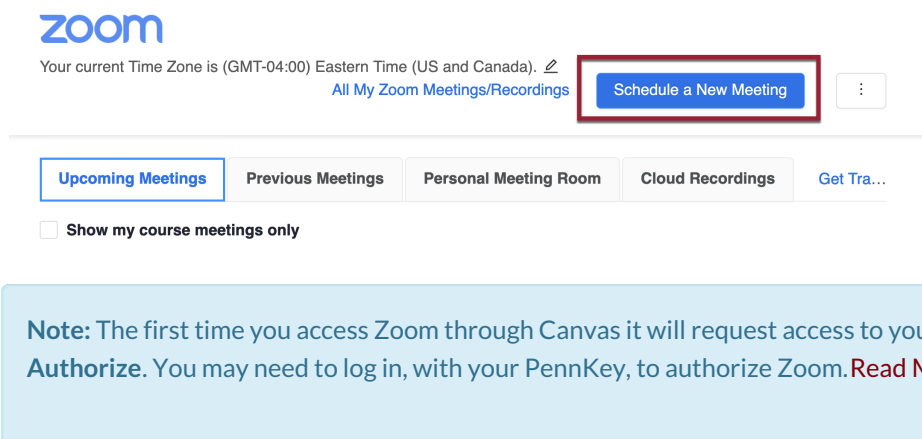 zoom
Your current Time Zone is (GMT-04:00) Eastern Time (US and Canada).
All My Zoom Meetings/Recordings Schedule a New Meeting
Upcoming Meetings Previous Meetings Personal Meeting Room Cloud Recordings Get Tra...
Show my course meetings only
Note: The first time you access Zoom through Canvas it will request access to
Authorize. You may need to log in, with your PennKey, to authorize Zoom. Read